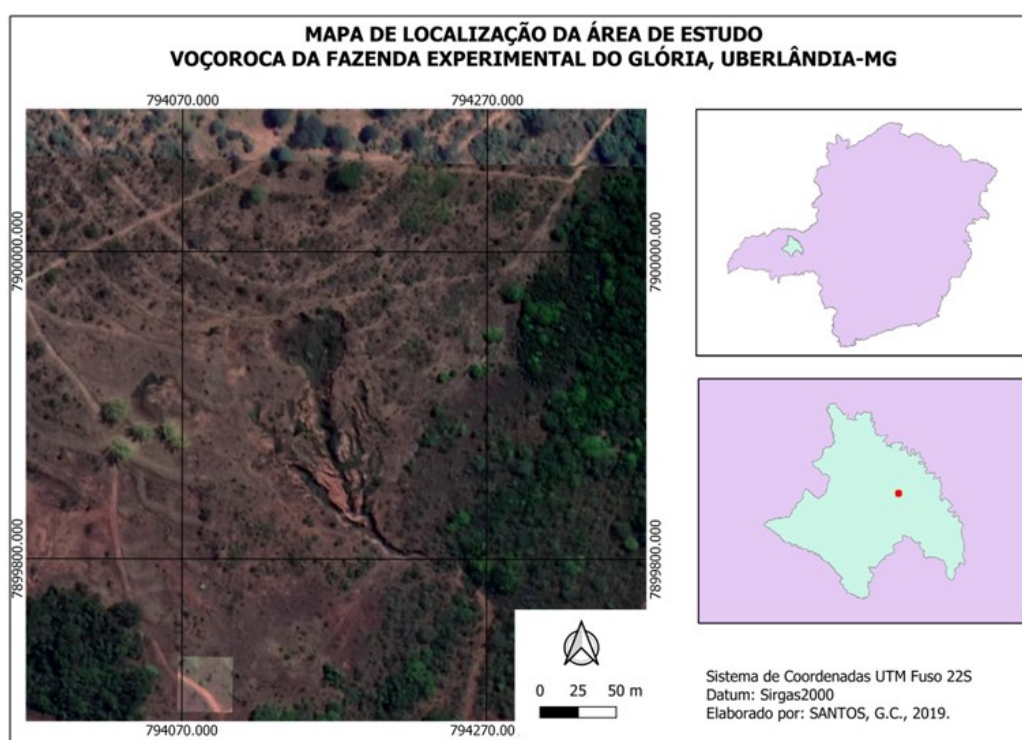 MAPA DE LOCALIZAÇÃO DA ÁREA DE ESTUDO
VOÇOROCA DA FAZENDA EXPERIMENTAL DO GLÓRIA, UBERLÂNDIA-MG
794070.000
794270.000
7900000.000
7900000.000
7899800.000
7899800.000
0 25 50 m
794070.000
794270.000
Sistema de Coordenadas UTM Fuso 22S
Datum: Sirgas2000
Elaborado por: SANTOS, G.C., 2019.